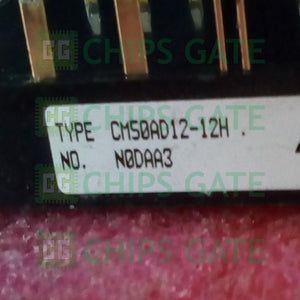 CHIPS GATE
TYPE CM50AD12-12H .
NO. N0DAA3
CHIPS GATE
CHIPS GATE